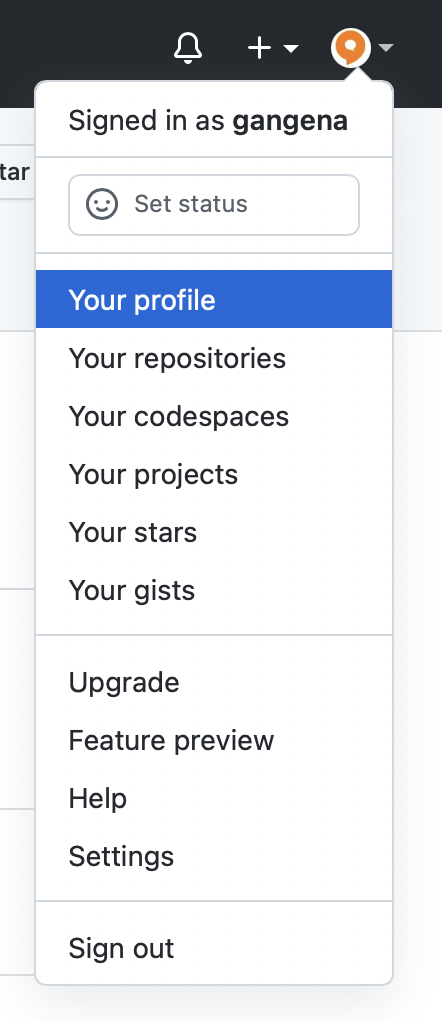 tar
Signed in as gangena
Set status
Your profile
Your repositories
Your codespaces
Your projects
Your stars
Your gists
Upgrade
Feature preview
Help
Settings
Sign out